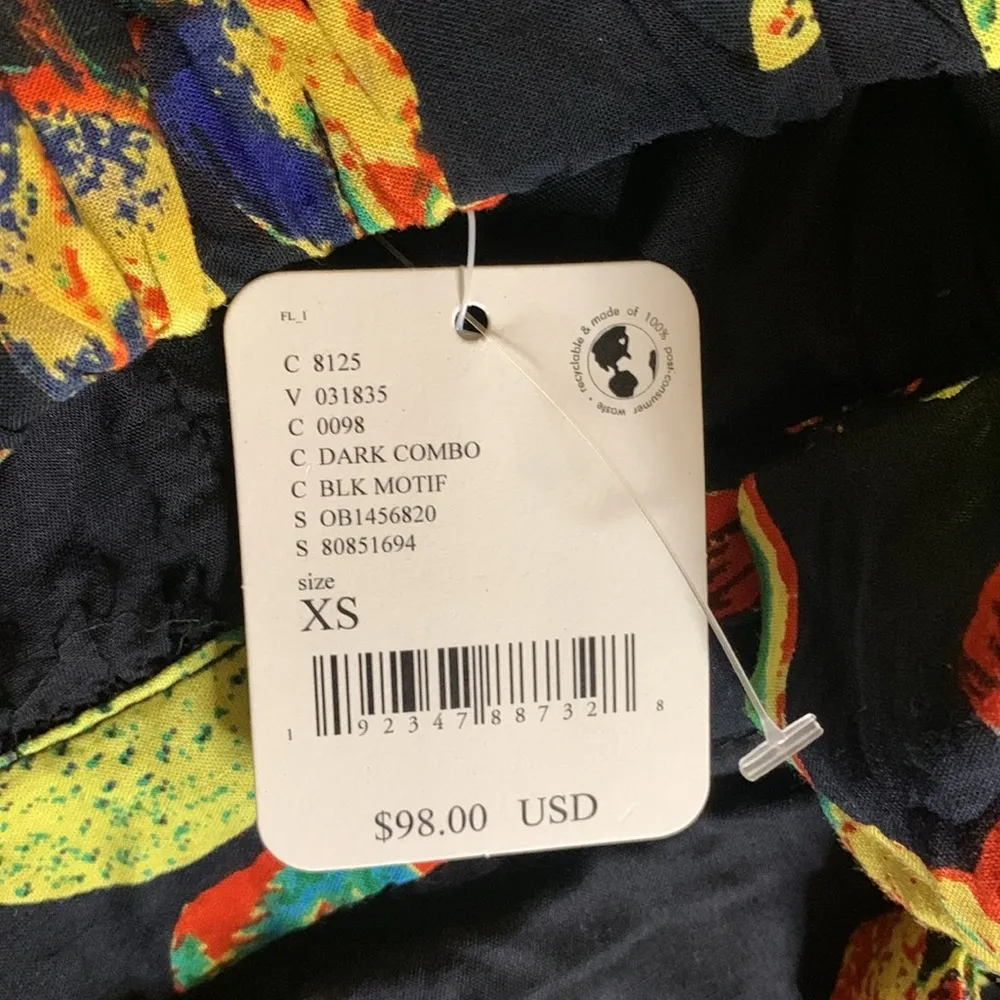 FL_1
recyclable & made of 100% post-consumer waste •
C 8125
V 031835
C 0098
C DARK COMBO
C BLK MOTIF
S OB1456820
S 80851694
size
XS
1 92347 88732 8
$98.00 USD